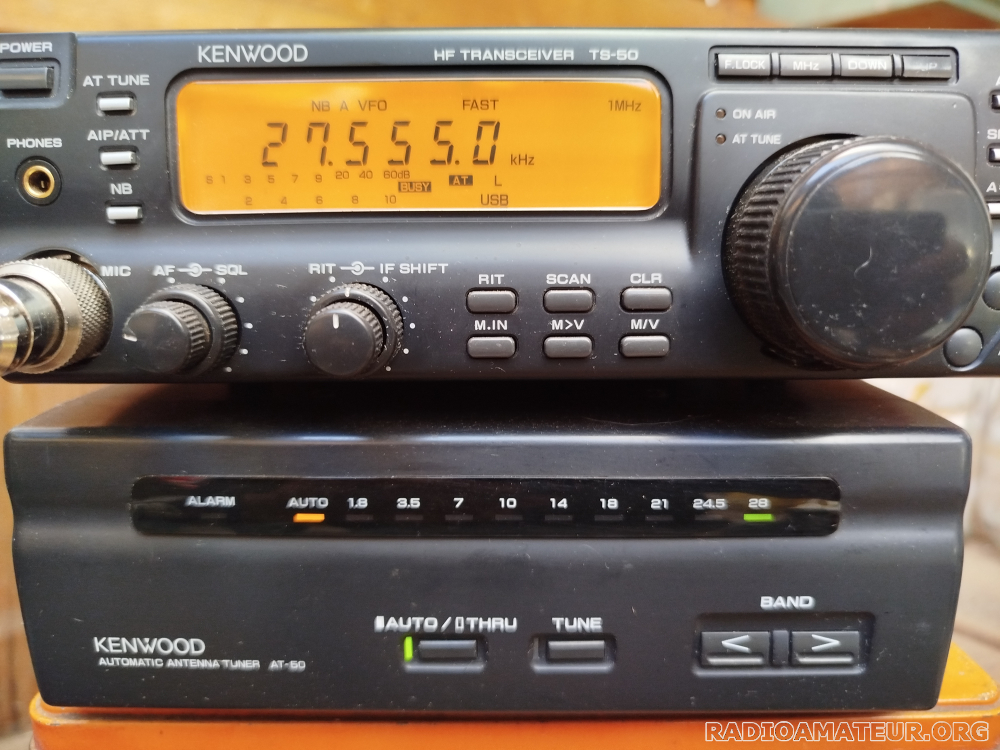 POWER
KENWOOD HF TRANSCEIVER TS-50
F.LOCK MHz DOWN UP
AT TUNE
NB A VFO FAST 1MHz
ON AIR
AIP/ATT
27.555.0 kHz
AT TUNE
PHONES
S 1 3 5 7 9 20 40 60dB BUSY AT L
NB
2 4 6 8 10 USB
MIC AF SQL RIT IF SHIFT
RIT SCAN CLR
M.IN M>V M/V
ALARM AUTO 1.8 3.5 7 10 14 18 21 24.5 28
BAND
AUTO / THRU TUNE
< >
KENWOOD
AUTOMATIC ANTENNA TUNER AT-50
RADIOAMATEUR.ORG